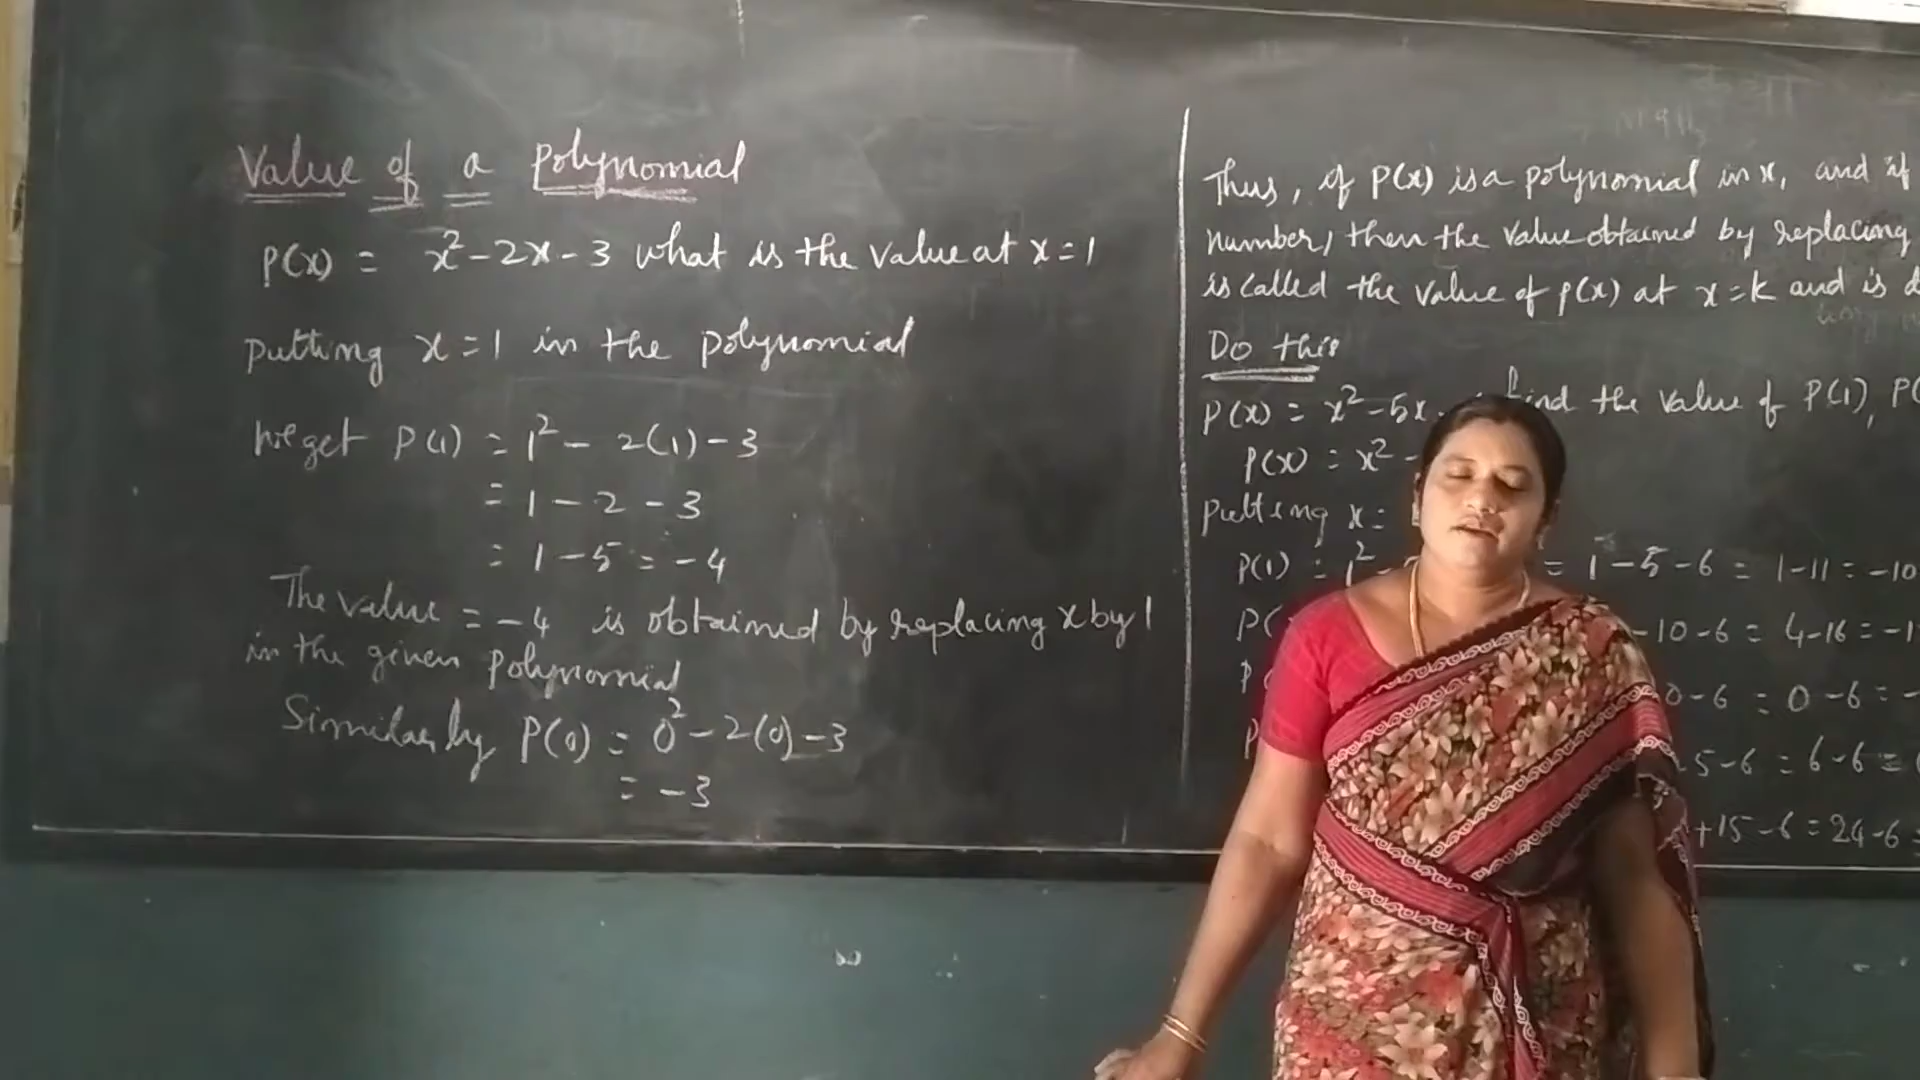 Value of a Polynomial
P(x) = x² - 2x - 3 what is the value at x = 1
putting x = 1 in the polynomial
We get P(1) = 1² - 2(1) - 3
= 1 - 2 - 3
= 1 - 5 = -4
The value = -4 is obtained by replacing x by 1
in the given polynomial
Similarly P(0) = 0² - 2(0) - 3
= -3
Thus, if P(x) is a polynomial in x, and if
number, then the value obtained by replacing
is called the value of p(x) at x = k and is
Do this
P(x) = x² - 5x find the value of P(1),
p(x) = x² -
putting x =
P(1) = 1² - = 1 - 5 - 6 = 1 - 11 = -10
- 10 - 6 = 4 - 16 =
0 - 6 = 0 - 6 =
5 - 6 = 6 - 6 =
+ 15 - 6 = 24 - 6 =